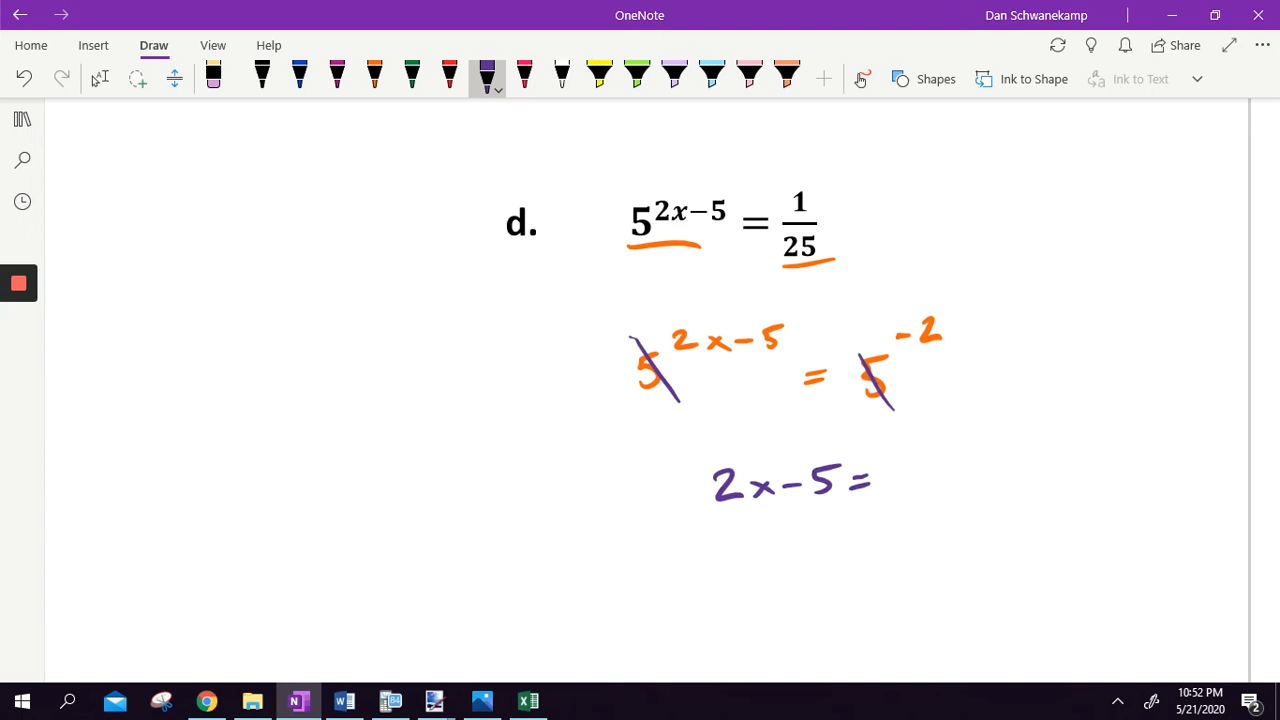 OneNote
Dan Schwanekamp
Home Insert Draw View Help
Share
Shapes
Ink to Shape
Ink to Text
d. 5^{2x-5} = 1/25
5^{2x-5} = 5^{-2}
2x-5=
10:52 PM
5/21/2020
2